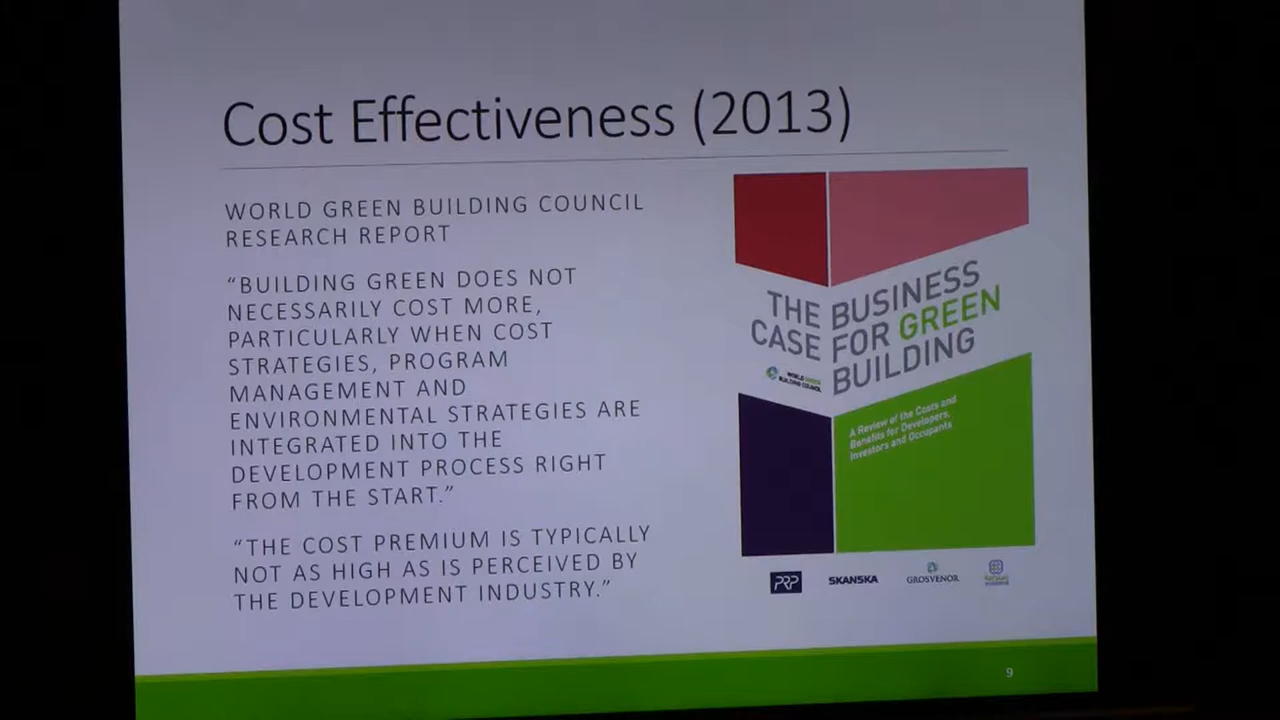 Cost Effectiveness (2013)
WORLD GREEN BUILDING COUNCIL
RESEARCH REPORT
“BUILDING GREEN DOES NOT
NECESSARILY COST MORE,
PARTICULARLY WHEN COST
STRATEGIES, PROGRAM
MANAGEMENT AND
ENVIRONMENTAL STRATEGIES ARE
INTEGRATED INTO THE
DEVELOPMENT PROCESS RIGHT
FROM THE START.”
“THE COST PREMIUM IS TYPICALLY
NOT AS HIGH AS IS PERCEIVED BY
THE DEVELOPMENT INDUSTRY.”
THE BUSINESS
CASE FOR GREEN
BUILDING
WORLD GREEN
BUILDING COUNCIL
A Review of the Costs and
Benefits for Developers,
Investors and Occupants
PRP
SKANSKA
GROSVENOR
9